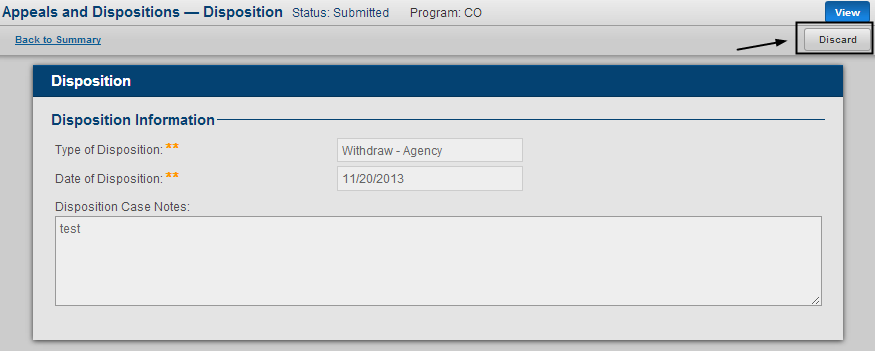 Appeals and Dispositions — Disposition Status: Submitted Program: CO View
Back to Summary Discard
Disposition
Disposition Information
Type of Disposition: ** Withdraw - Agency
Date of Disposition: ** 11/20/2013
Disposition Case Notes:
test